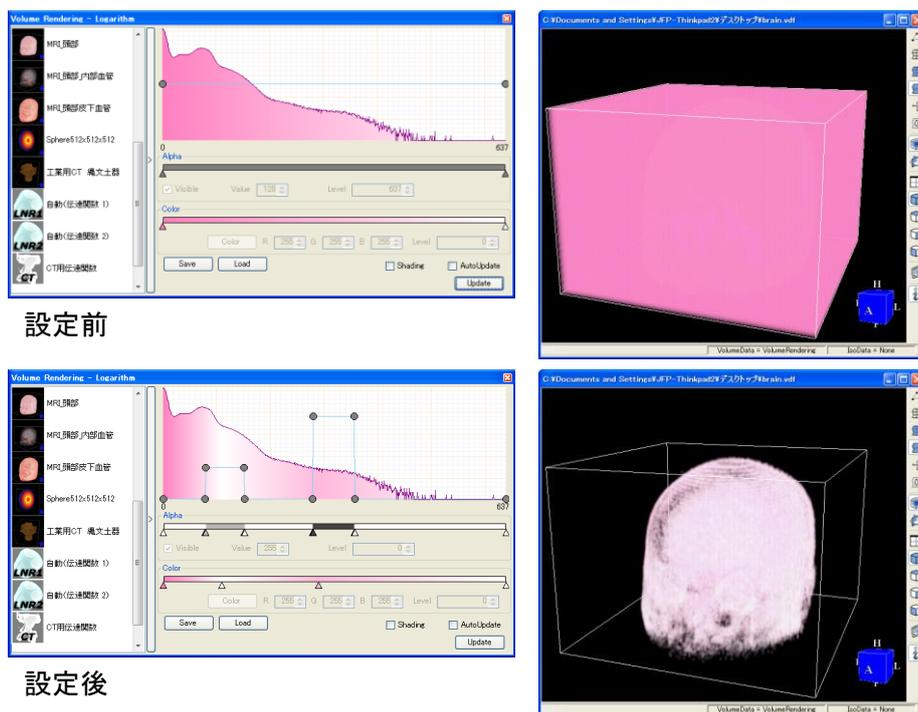 Volume Rendering - Logarithm
MRI_頭部
MRI_頭部_内部血管
MRI_頭部皮下血管
Sphere512x512x512
工業用CT 縄文土器
自動(伝達関数 1)
LNR1
自動(伝達関数 2)
LNR2
CT用伝達関数
CT
0
637
Alpha
Visible
Value
128
Level
637
Color
Color
R
255
G
255
B
255
Level
0
Save
Load
Shading
AutoUpdate
Update
C:¥Documents and Settings¥JFP-Thinkpad2¥デスクトップ¥brain.vdf
H
A
L
F
VolumeData = VolumeRendering
IsoData = None
設定前
Volume Rendering - Logarithm
MRI_頭部
MRI_頭部_内部血管
MRI_頭部皮下血管
Sphere512x512x512
工業用CT 縄文土器
自動(伝達関数 1)
LNR1
自動(伝達関数 2)
LNR2
CT用伝達関数
CT
0
637
Alpha
Visible
Value
255
Level
0
Color
Color
R
255
G
255
B
255
Level
0
Save
Load
Shading
AutoUpdate
Update
C:¥Documents and Settings¥JFP-Thinkpad2¥デスクトップ¥brain.vdf
H
A
L
F
VolumeData = VolumeRendering
IsoData = None
設定後